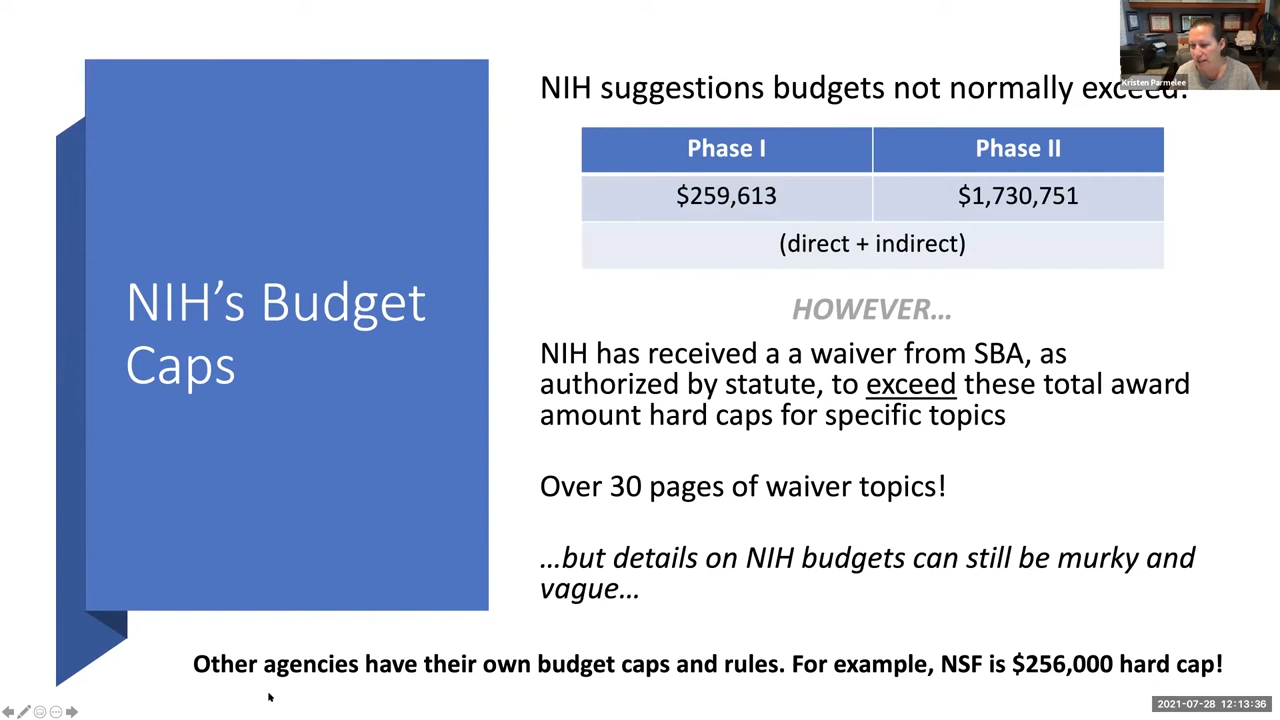 NIH suggestions budgets not normally exceed:
Kristen Parmelee
Phase I Phase II
$259,613 $1,730,751
(direct + indirect)
NIH's Budget
Caps
HOWEVER...
NIH has received a a waiver from SBA, as
authorized by statute, to exceed these total award
amount hard caps for specific topics
Over 30 pages of waiver topics!
...but details on NIH budgets can still be murky and
vague...
Other agencies have their own budget caps and rules. For example, NSF is $256,000 hard cap!
2021-07-28 12:13:36